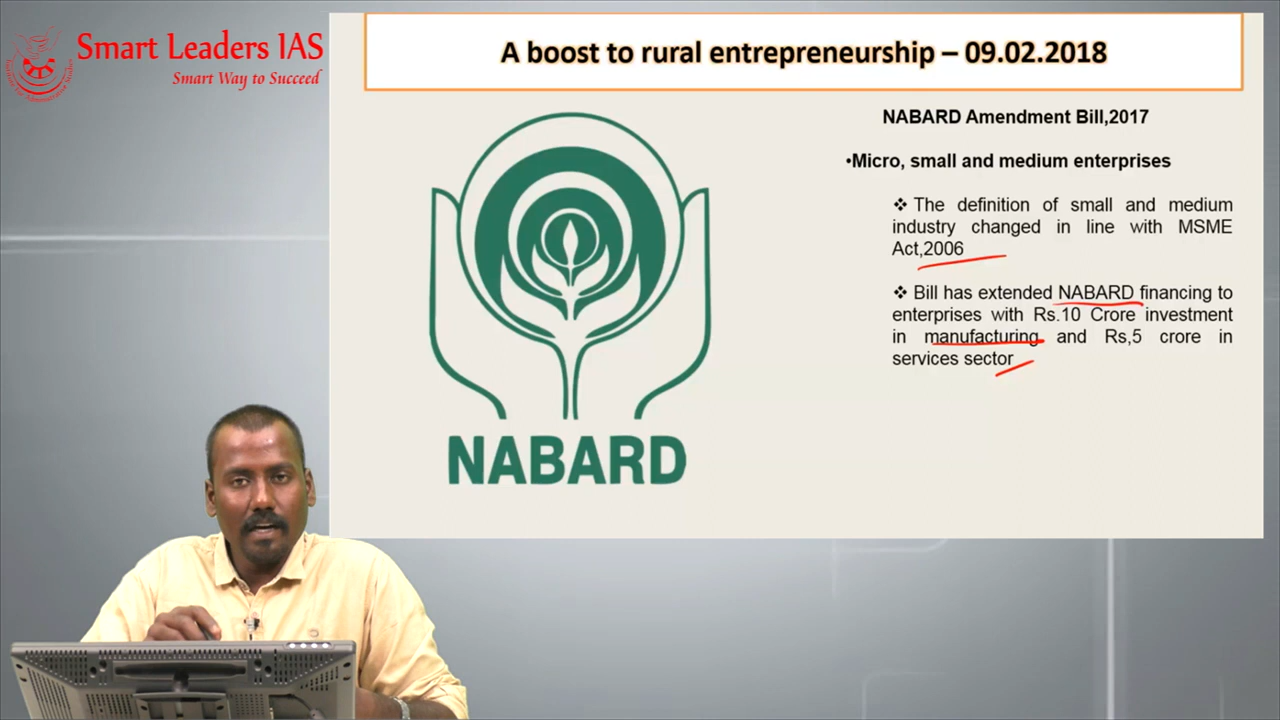 Smart Leaders IAS
Smart Way to Succeed
A boost to rural entrepreneurship – 09.02.2018
NABARD Amendment Bill,2017
•Micro, small and medium enterprises
❖ The definition of small and medium
industry changed in line with MSME
Act,2006
❖ Bill has extended NABARD financing to
enterprises with Rs.10 Crore investment
in manufacturing and Rs,5 crore in
services sector
NABARD